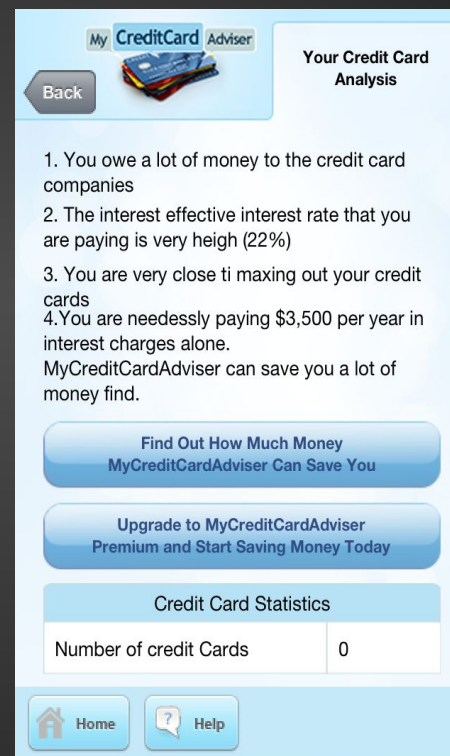 My CreditCard Adviser
Your Credit Card
Analysis
Back
1. You owe a lot of money to the credit card
companies
2. The interest effective interest rate that you
are paying is very heigh (22%)
3. You are very close ti maxing out your credit
cards
4.You are needessly paying $3,500 per year in
interest charges alone.
MyCreditCardAdviser can save you a lot of
money find.
Find Out How Much Money
MyCreditCardAdviser Can Save You
Upgrade to MyCreditCardAdviser
Premium and Start Saving Money Today
Credit Card Statistics
Number of credit Cards 0
Home ? Help